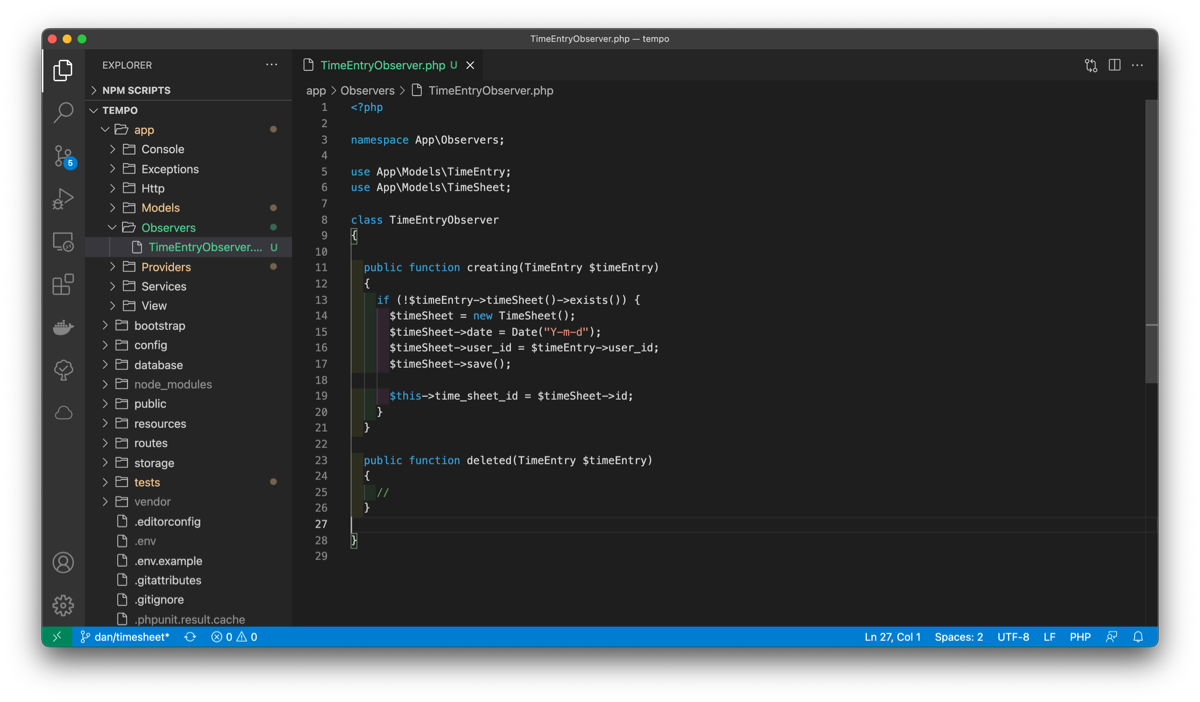 TimeEntryObserver.php — tempo
EXPLORER
NPM SCRIPTS
TEMPO
app
Console
Exceptions
Http
Models
Observers
TimeEntryObserver.... U
Providers
Services
View
bootstrap
config
database
node_modules
public
resources
routes
storage
tests
vendor
.editorconfig
.env
.env.example
.gitattributes
.gitignore
.phpunit.result.cache
5
TimeEntryObserver.php U
app > Observers > TimeEntryObserver.php
1 <?php
2
3 namespace App\Observers;
4
5 use App\Models\TimeEntry;
6 use App\Models\TimeSheet;
7
8 class TimeEntryObserver
9 {
10
11 public function creating(TimeEntry $timeEntry)
12 {
13 if (!$timeEntry->timeSheet()->exists()) {
14 $timeSheet = new TimeSheet();
15 $timeSheet->date = Date("Y-m-d");
16 $timeSheet->user_id = $timeEntry->user_id;
17 $timeSheet->save();
18
19 $this->time_sheet_id = $timeSheet->id;
20 }
21 }
22
23 public function deleted(TimeEntry $timeEntry)
24 {
25 //
26 }
27
28 }
29
dan/timesheet* 0 0 Ln 27, Col 1 Spaces: 2 UTF-8 LF PHP